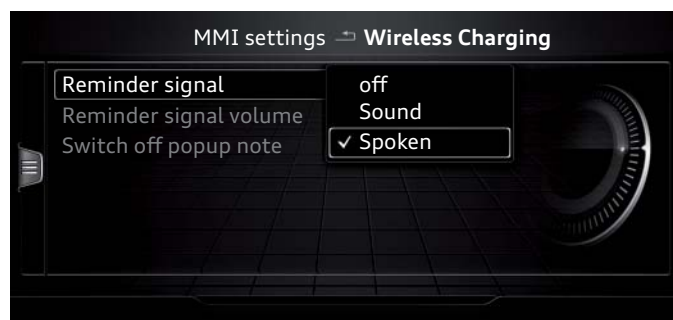 MMI settings Wireless Charging
Reminder signal
Reminder signal volume
Switch off popup note
off
Sound
Spoken